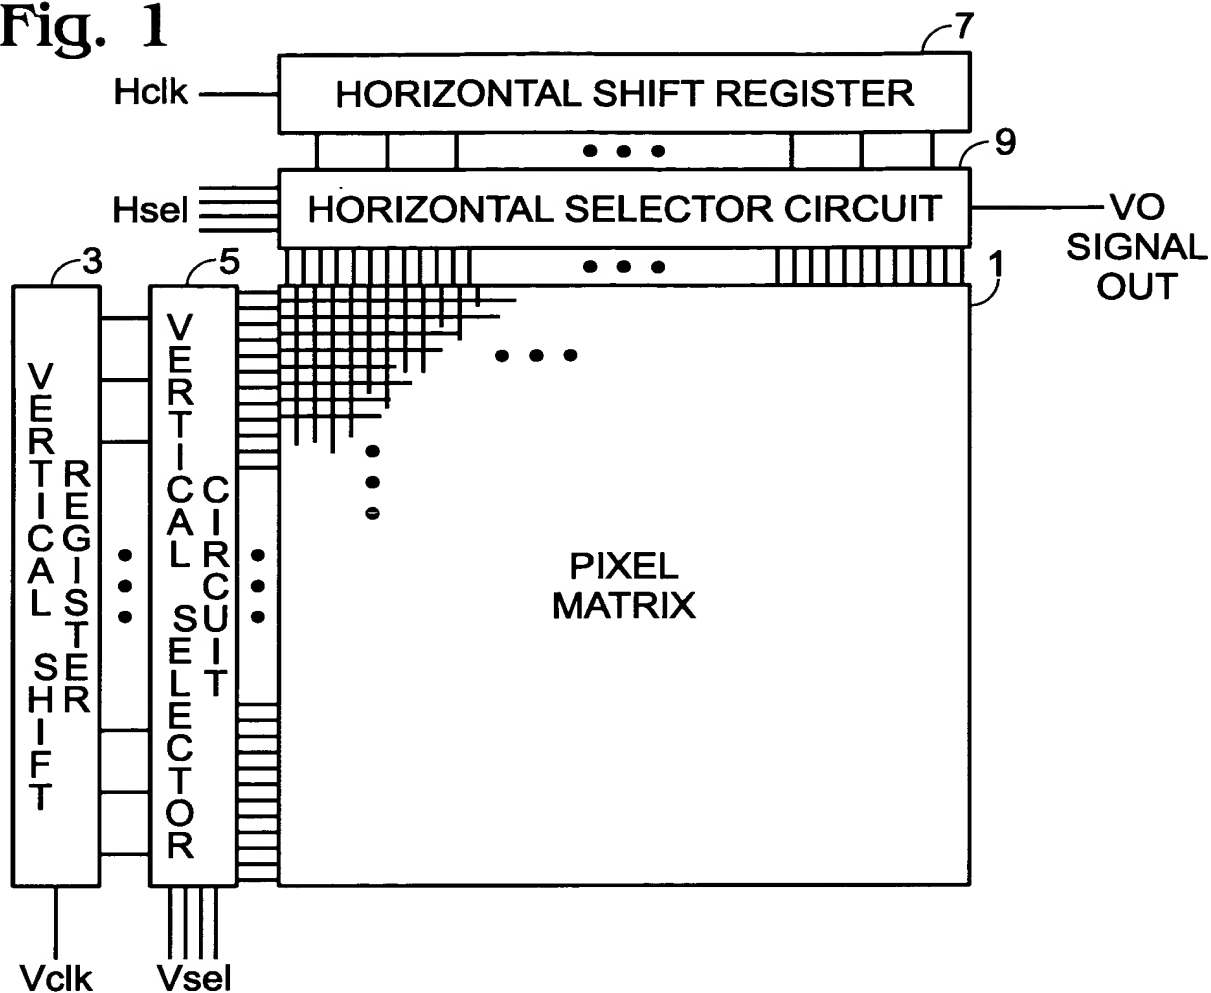 Fig. 1
7
Hclk
HORIZONTAL SHIFT REGISTER
9
Hsel
HORIZONTAL SELECTOR CIRCUIT
VO
SIGNAL
OUT
3
5
1
VERTICAL SHIFT
REGISTER
VERTICAL SELECTOR
CIRCUIT
PIXEL
MATRIX
Vclk
Vsel